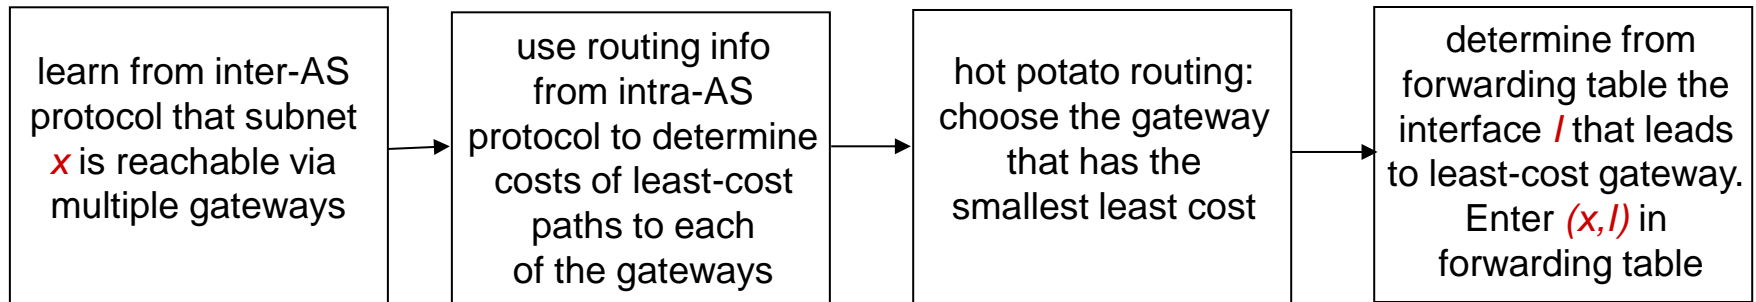 learn from inter-AS
protocol that subnet
x is reachable via
multiple gateways
use routing info
from intra-AS
protocol to determine
costs of least-cost
paths to each
of the gateways
hot potato routing:
choose the gateway
that has the
smallest least cost
determine from
forwarding table the
interface I that leads
to least-cost gateway.
Enter (x,I) in
forwarding table